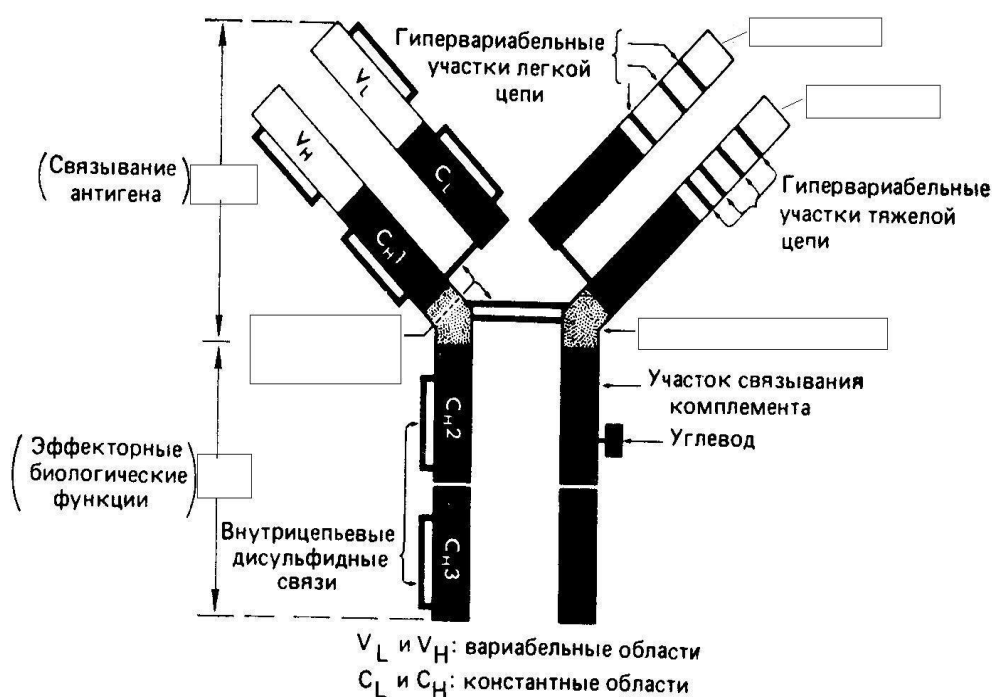 Гипервариабельные
участки легкой
цепи
V_L
V_H
C_L
C_H1
(Связывание
антигена)
Гипервариабельные
участки тяжелой
цепи
Участок связывания
комплемента
Углевод
C_H2
(Эффекторные
биологические
функции)
Внутрицепьевые
дисульфидные
связи
C_H3
V_L и V_H: вариабельные области
C_L и C_H: константные области